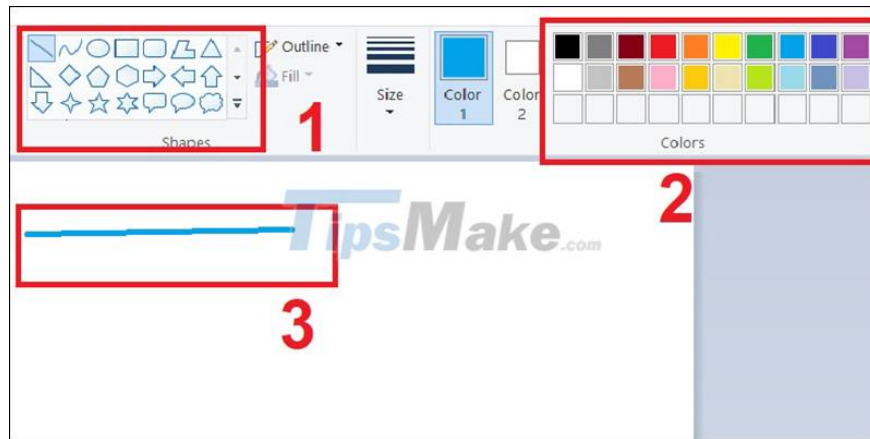 Outline
Fill
1
Size
Color
1
Color
2
Shapes
Colors
2
TipsMake.com
3